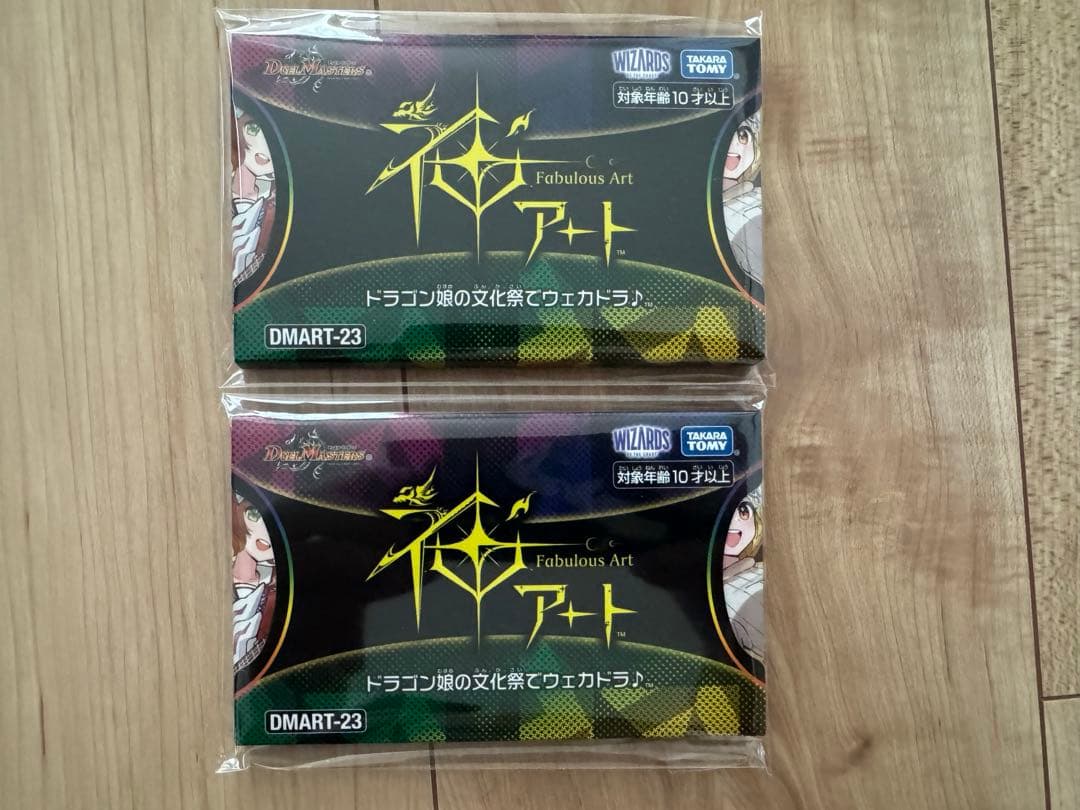 DUEL MASTERS
WIZARDS
OF THE COAST
TAKARA TOMY
対象年齢10才以上
神アート
Fabulous Art
ドラゴン娘の文化祭でウェカドラ♪
DMART-23
DUEL MASTERS
WIZARDS
OF THE COAST
TAKARA TOMY
対象年齢10才以上
神アート
Fabulous Art
ドラゴン娘の文化祭でウェカドラ♪
DMART-23